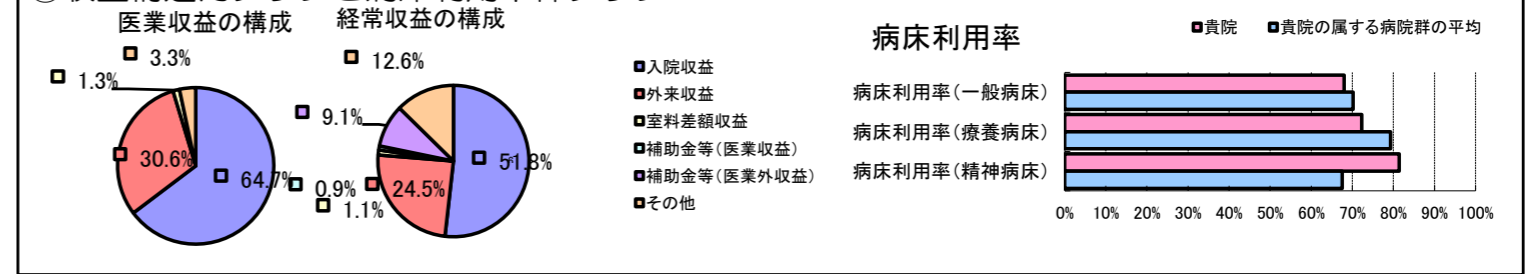 医業収益の構成
3.3%
1.3%
30.6%
64.7%
経常収益の構成
12.6%
9.1%
51.8%
0.9%
24.5%
1.1%
入院収益
外来収益
室料差額収益
補助金等(医業収益)
補助金等(医業外収益)
その他
病床利用率
貴院 貴院の属する病院群の平均
病床利用率(一般病床)
病床利用率(療養病床)
病床利用率(精神病床)
0% 10% 20% 30% 40% 50% 60% 70% 80% 90% 100%